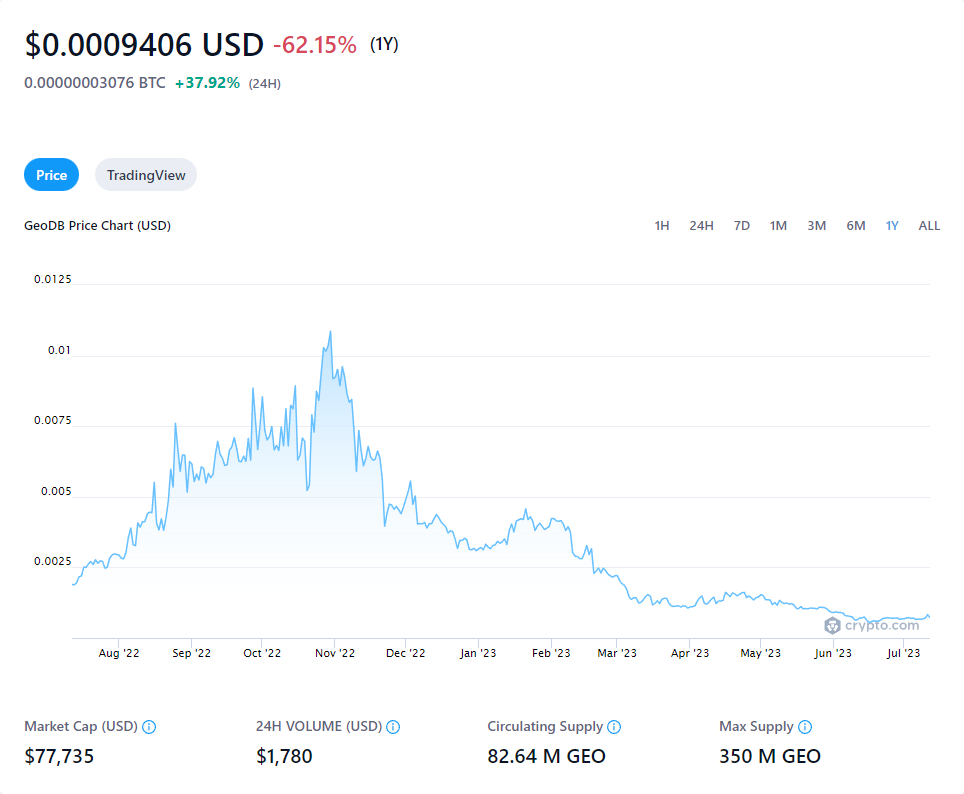 $0.0009406 USD -62.15% (1Y)
0.00000003076 BTC +37.92% (24H)
Price TradingView
GeoDB Price Chart (USD) 1H 24H 7D 1M 3M 6M 1Y ALL
0.0125
0.01
0.0075
0.005
0.0025
crypto.com
Aug '22 Sep '22 Oct '22 Nov '22 Dec '22 Jan '23 Feb '23 Mar '23 Apr '23 May '23 Jun '23 Jul '23
Market Cap (USD) 24H VOLUME (USD) Circulating Supply Max Supply
$77,735 $1,780 82.64 M GEO 350 M GEO